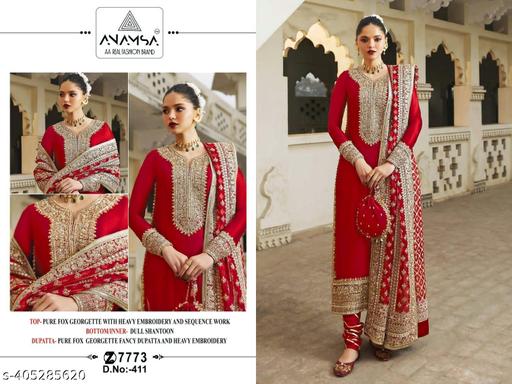 ANAMSA
AA REAL FASHION BRAND
TOP- PURE FOX GEORGETTE WITH HEAVY EMBROIDERY AND SEQUENCE WORK
BOTTOM/INNER- DULL SHANTOON
DUPATTA- PURE FOX GEORGETTE FANCY DUPATTA AND HEAVY EMBROIDERY
Z 7773
D.No:-411
S-405285620